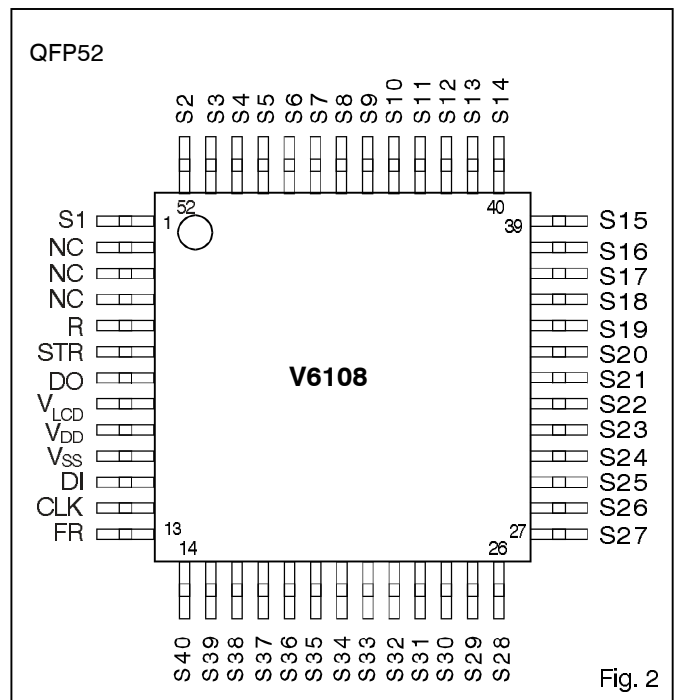 QFP52
S2 S3 S4 S5 S6 S7 S8 S9 S10 S11 S12 S13 S14
52 40
S1 1 39 S15
NC S16
NC S17
NC S18
R S19
STR S20
DO V6108 S21
VLCD S22
VDD S23
VSS S24
DI S25
CLK S26
FR 13 27 S27
14 26
S40 S39 S38 S37 S36 S35 S34 S33 S32 S31 S30 S29 S28
Fig. 2